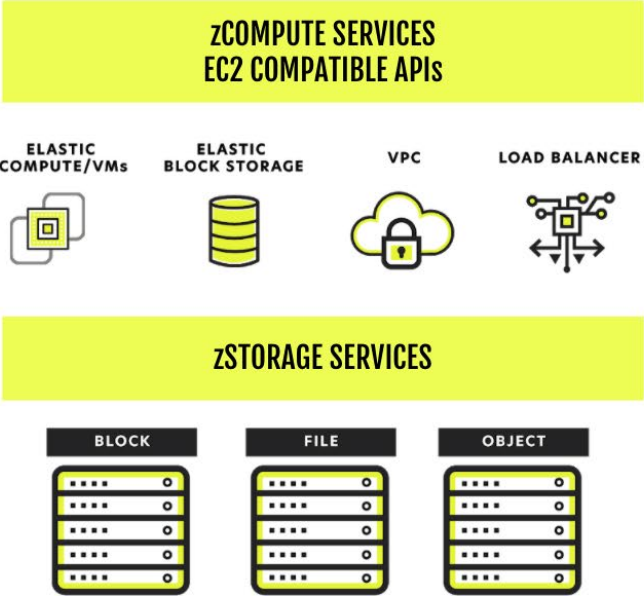 zCOMPUTE SERVICES
EC2 COMPATIBLE APIs
ELASTIC
COMPUTE/VMs
ELASTIC
BLOCK STORAGE
VPC
LOAD BALANCER
zSTORAGE SERVICES
BLOCK
FILE
OBJECT